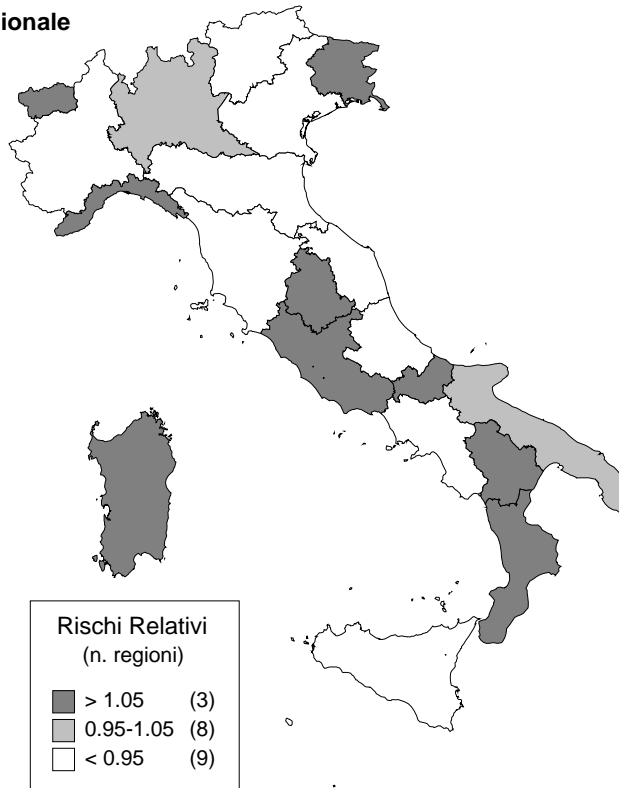 ionale
Rischi Relativi
(n. regioni)
> 1.05 (3)
0.95-1.05 (8)
< 0.95 (9)